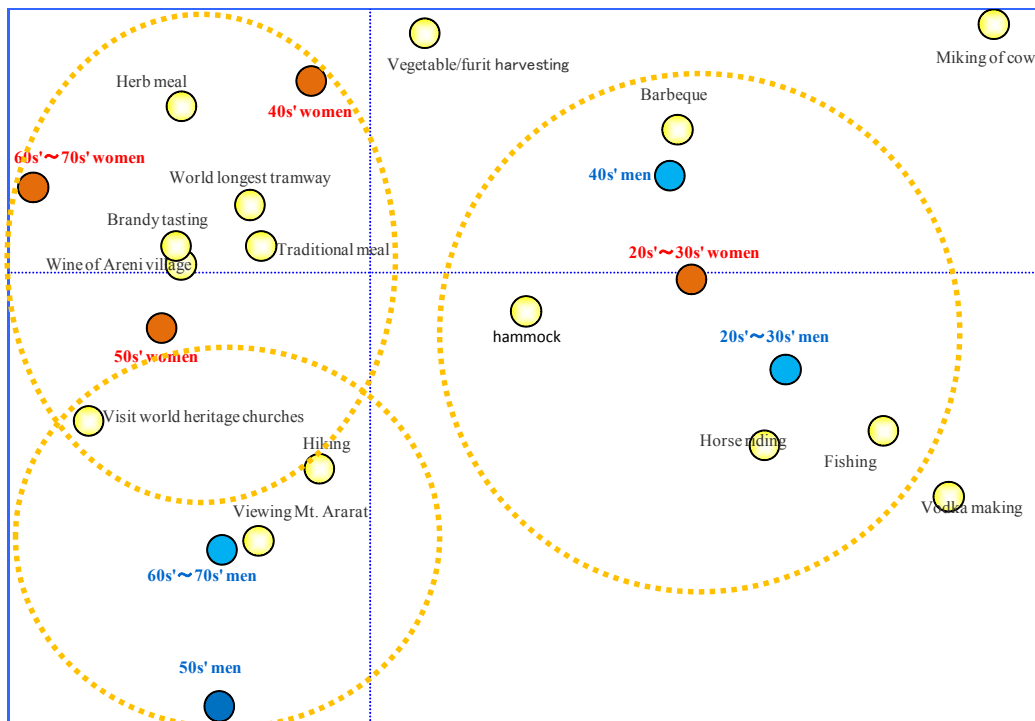 Vegetable/furit harvesting
Miking of cow
Herb meal
40s' women
Barbeque
60s'～70s' women
World longest tramway
40s' men
Brandy tasting
Traditional meal
Wine of Areni village
20s'～30s' women
hammock
20s'～30s' men
50s' women
Visit world heritage churches
Hiking
Horse riding
Fishing
Viewing Mt. Ararat
Vodka making
60s'～70s' men
50s' men